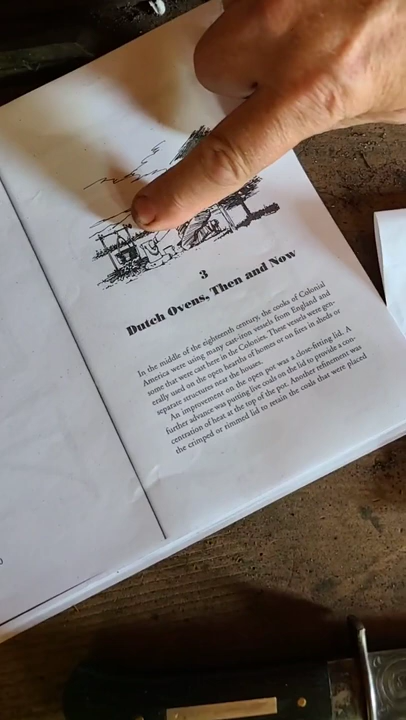 3
Dutch Ovens, Then and Now
In the middle of the eighteenth century, the cooks of Colonial
America were using many cast-iron vessels from England and
some that were cast here in the Colonies. These vessels were gen-
erally used on the open hearths of homes or on fires in sheds or
separate structures near the houses.
An improvement on the open pot was a close-fitting lid. A
further advance was putting live coals on the lid to provide a con-
centration of heat at the top of the pot. Another refinement was
the crimped or rimmed lid to retain the coals that were placed